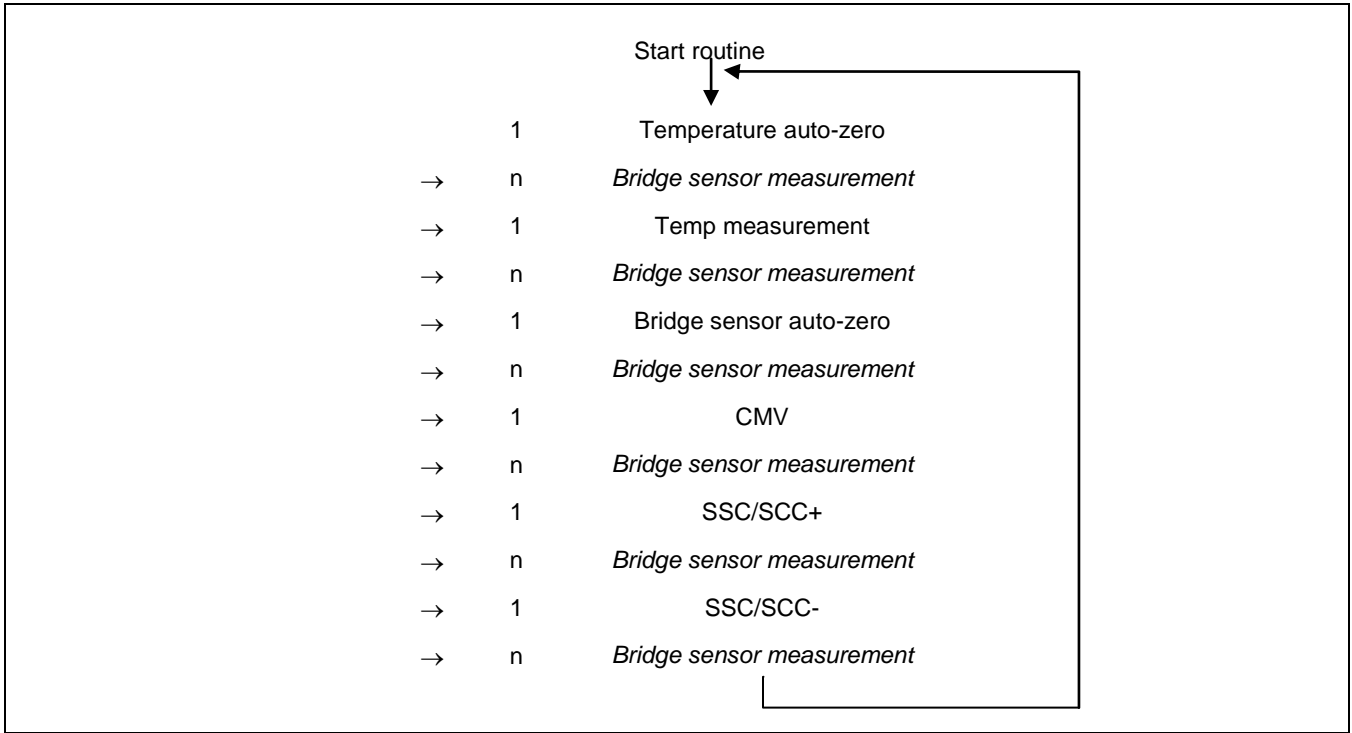 Start routine
1 Temperature auto-zero
→ n Bridge sensor measurement
→ 1 Temp measurement
→ n Bridge sensor measurement
→ 1 Bridge sensor auto-zero
→ n Bridge sensor measurement
→ 1 CMV
→ n Bridge sensor measurement
→ 1 SSC/SCC+
→ n Bridge sensor measurement
→ 1 SSC/SCC-
→ n Bridge sensor measurement